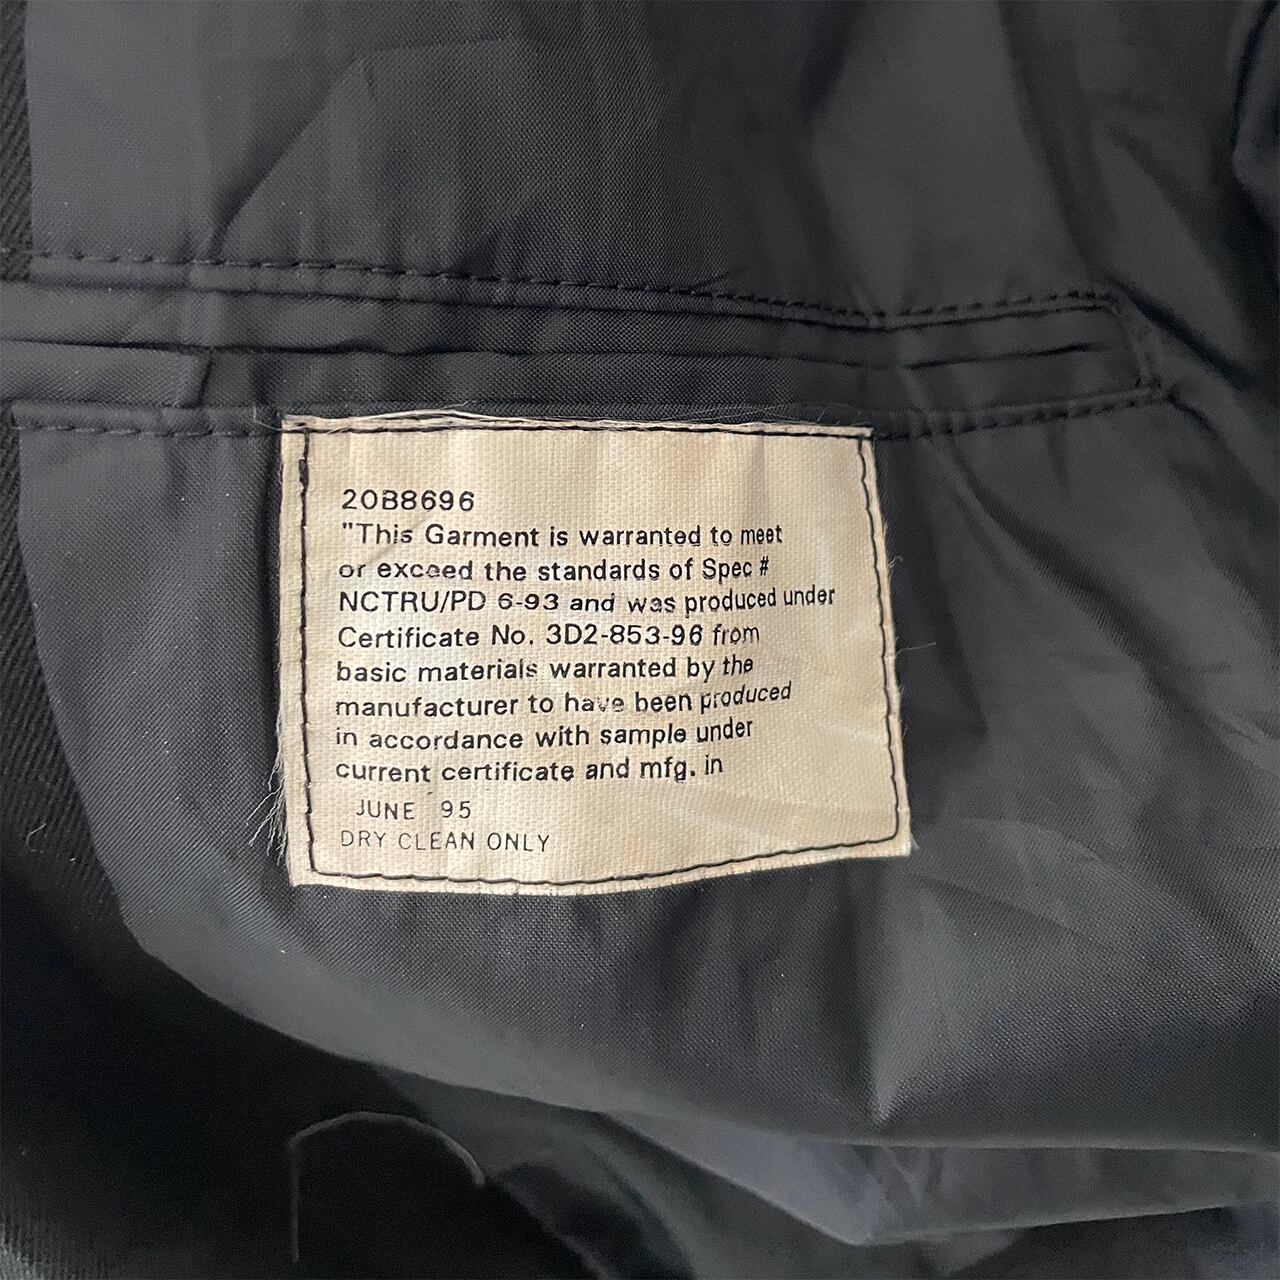 20B8696
"This Garment is warranted to meet
or exceed the standards of Spec #
NCTRU/PD 6-93 and was produced under
Certificate No. 3D2-853-96 from
basic materials warranted by the
manufacturer to have been produced
in accordance with sample under
current certificate and mfg. in
JUNE 95
DRY CLEAN ONLY